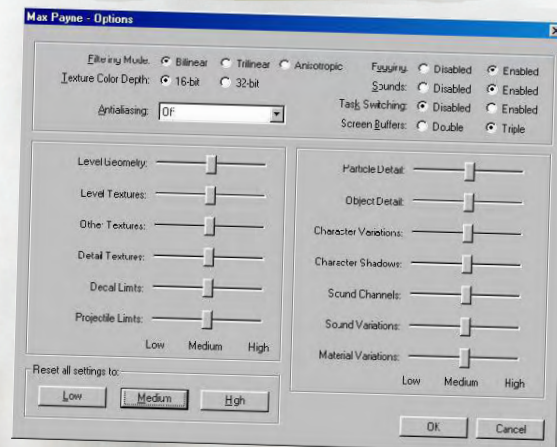 Max Payne - Options
Filtering Mode: Bilinear Trilinear Anisotropic
Texture Color Depth: 16-bit 32-bit
Antialiasing: Off
Fogging: Disabled Enabled
Sounds: Disabled Enabled
Task Switching: Disabled Enabled
Screen Buffers: Double Triple
Level Geometry:
Level Textures:
Other Textures:
Detail Textures:
Decal Limits:
Projectile Limits:
Low Medium High
Particle Detail:
Object Detail:
Character Variations:
Character Shadows:
Sound Channels:
Sound Variations:
Material Variations:
Low Medium High
Reset all settings to:
Low Medium High
OK Cancel